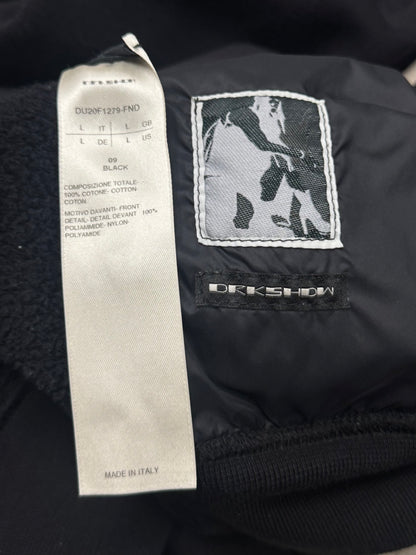 DU20F1279-FND
L IT L GB
L DE L US
09
BLACK
COMPOSIZIONE TOTALE-
100% COTONE- COTTON
COTON
MOTIVO DAVANTI- FRONT
DETAIL- DETAIL DEVANT 100%
POLIAMMIDE- NYLON-
POLYAMIDE
MADE IN ITALY
DRKSHDW